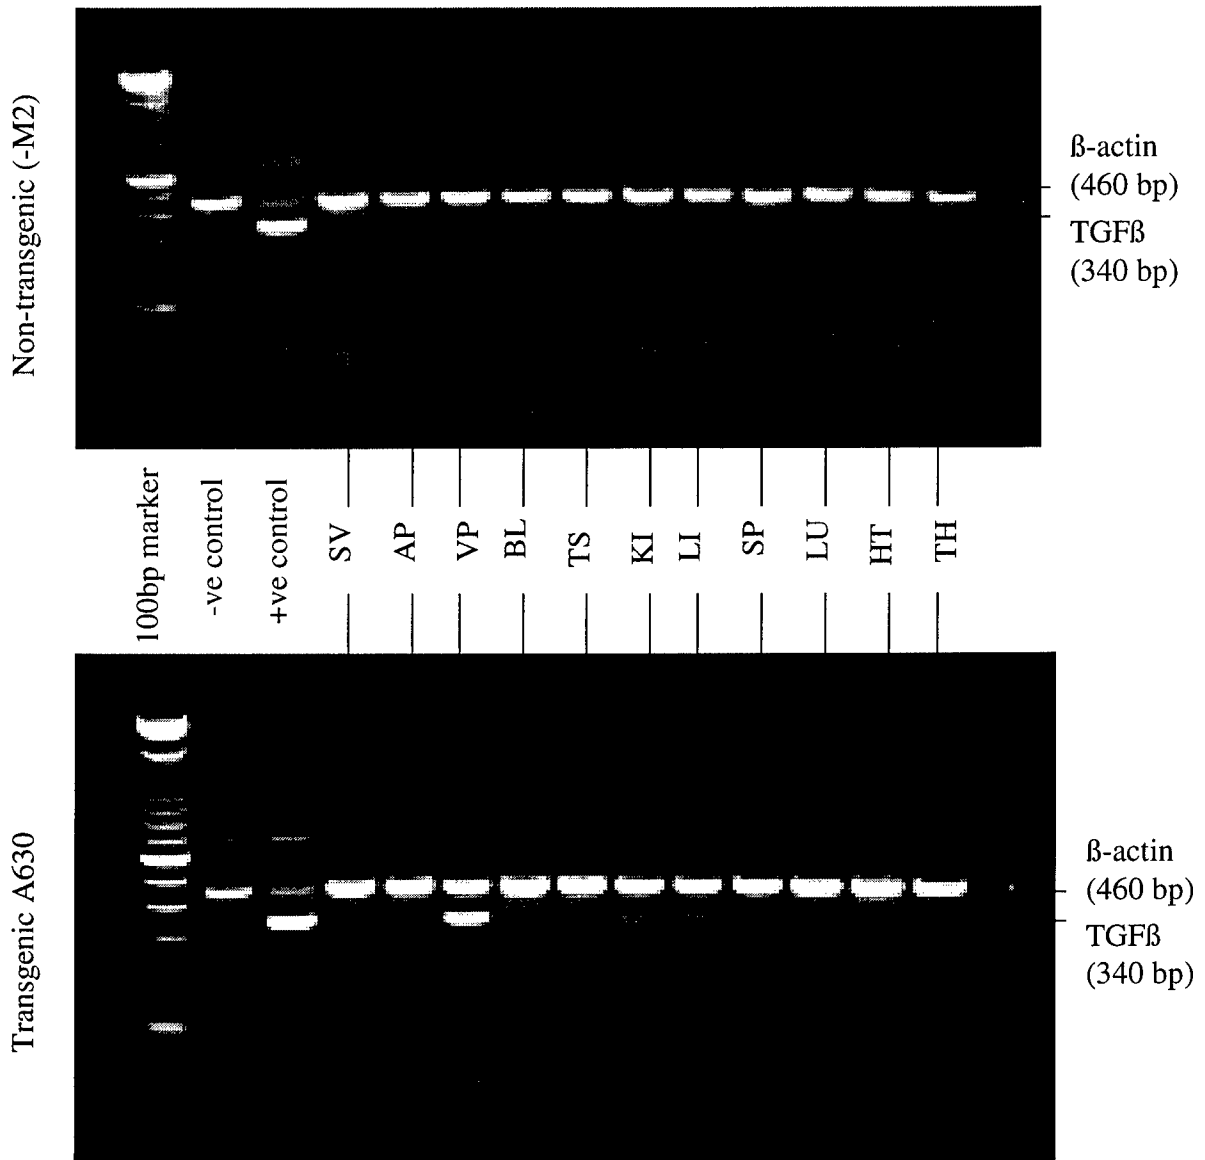 Non-transgenic (-M2)
ß-actin
(460 bp)
TGFß
(340 bp)
100bp marker
-ve control
+ve control
SV
AP
VP
BL
TS
KI
LI
SP
LU
HT
TH
Transgenic A630
ß-actin
(460 bp)
TGFß
(340 bp)